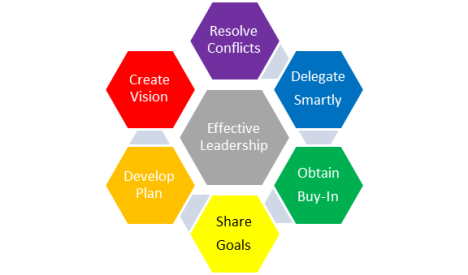 Resolve
Conflicts
Create
Vision
Delegate
Smartly
Effective
Leadership
Develop
Plan
Obtain
Buy-In
Share
Goals